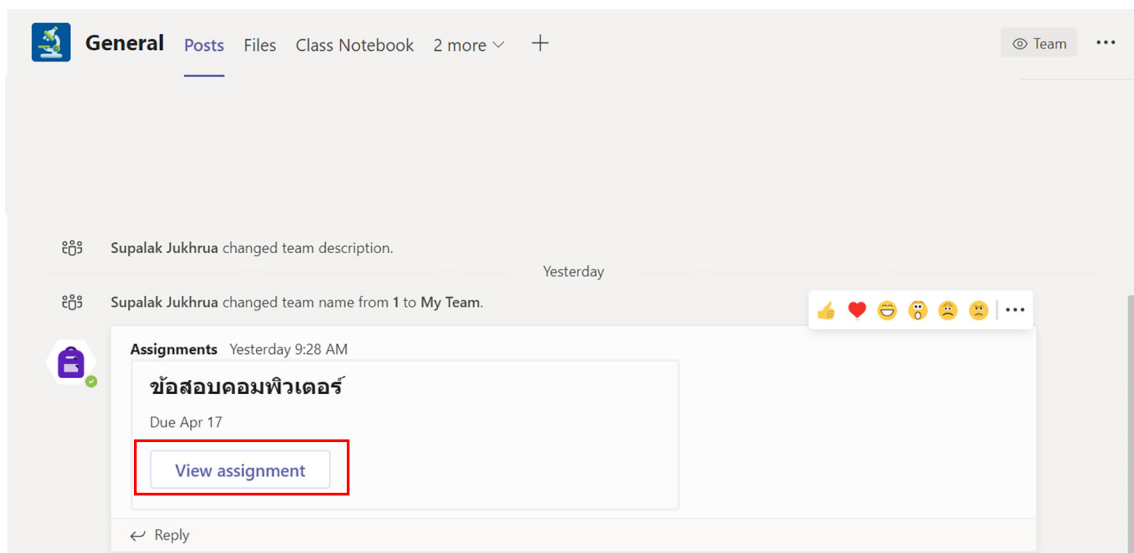 General Posts Files Class Notebook 2 more Team
Supalak Jukhrua changed team description.
Yesterday
Supalak Jukhrua changed team name from 1 to My Team.
Assignments Yesterday 9:28 AM
ข้อสอบคอมพิวเตอร์
Due Apr 17
View assignment
Reply